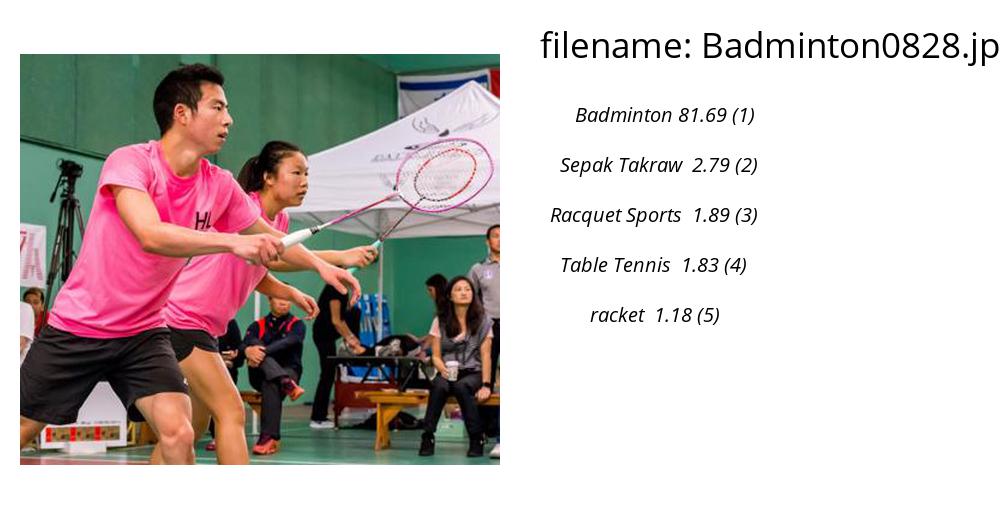 filename: Badminton0828.jp
Badminton 81.69 (1)
Sepak Takraw 2.79 (2)
Racquet Sports 1.89 (3)
Table Tennis 1.83 (4)
racket 1.18 (5)